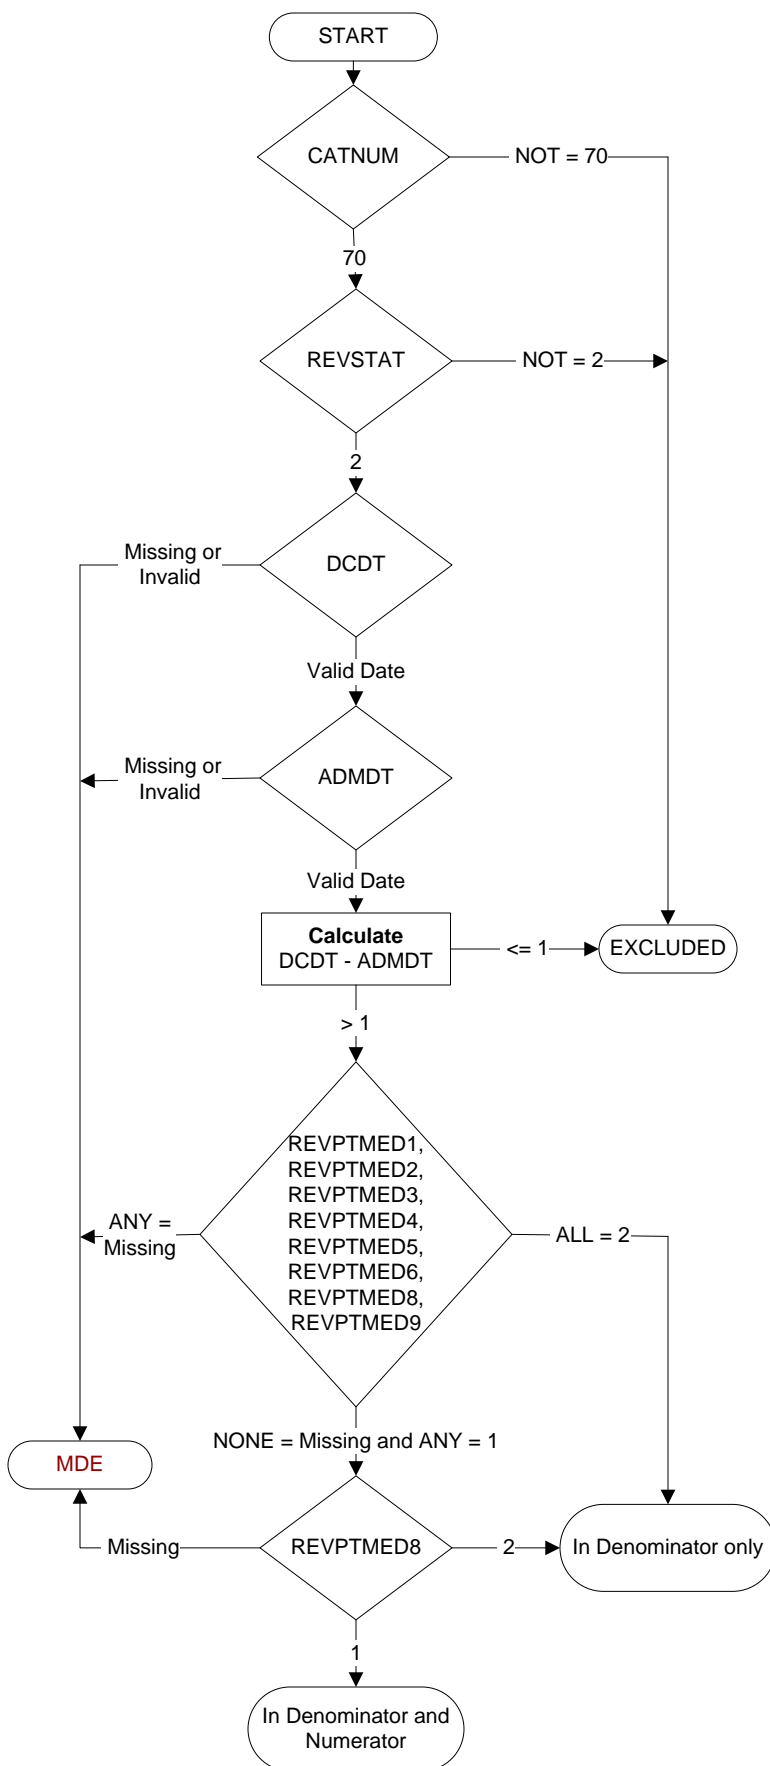 START
CATNUM
NOT = 70
70
REVSTAT
NOT = 2
2
Missing or
Invalid
DCDT
Valid Date
Missing or
Invalid
ADMDT
Valid Date
Calculate
DCDT - ADMDT
<= 1
EXCLUDED
> 1
REVPTMED1,
REVPTMED2,
REVPTMED3,
REVPTMED4,
REVPTMED5,
REVPTMED6,
REVPTMED8,
REVPTMED9
ANY =
Missing
ALL = 2
NONE = Missing and ANY = 1
MDE
Missing
REVPTMED8
2
In Denominator only
1
In Denominator and
Numerator